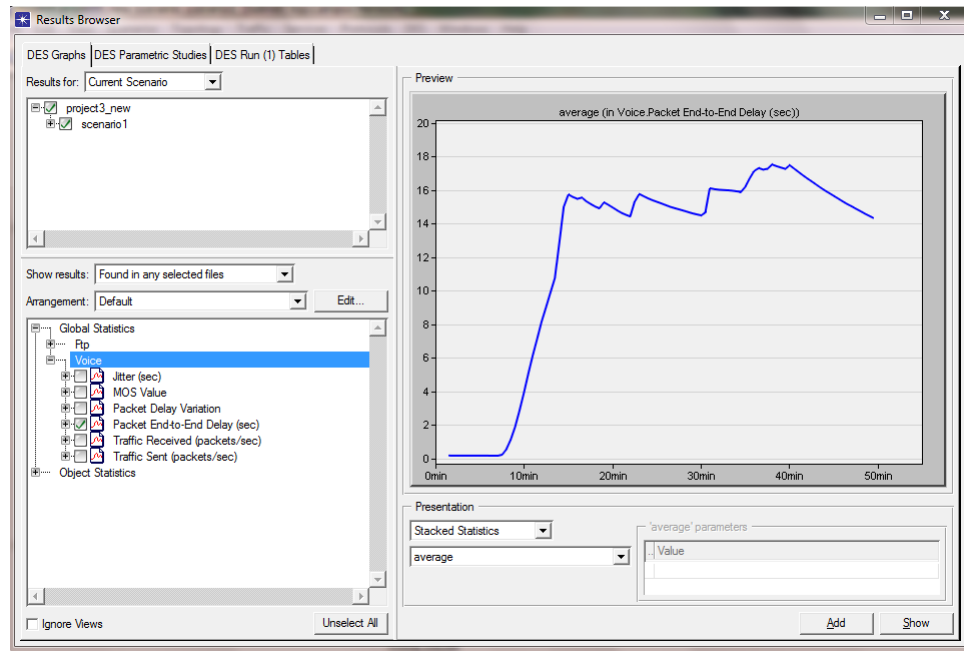 Results Browser
DES Graphs DES Parametric Studies DES Run (1) Tables
Results for: Current Scenario
project3_new
scenario1
Show results: Found in any selected files
Arrangement: Default Edit...
Global Statistics
Ftp
Voice
Jitter (sec)
MOS Value
Packet Delay Variation
Packet End-to-End Delay (sec)
Traffic Received (packets/sec)
Traffic Sent (packets/sec)
Object Statistics
Ignore Views Unselect All
Preview
average (in Voice.Packet End-to-End Delay (sec))
20
18
16
14
12
10
8
6
4
2
0
0min 10min 20min 30min 40min 50min
Presentation
Stacked Statistics
average
'average' parameters
.. Value
Add Show